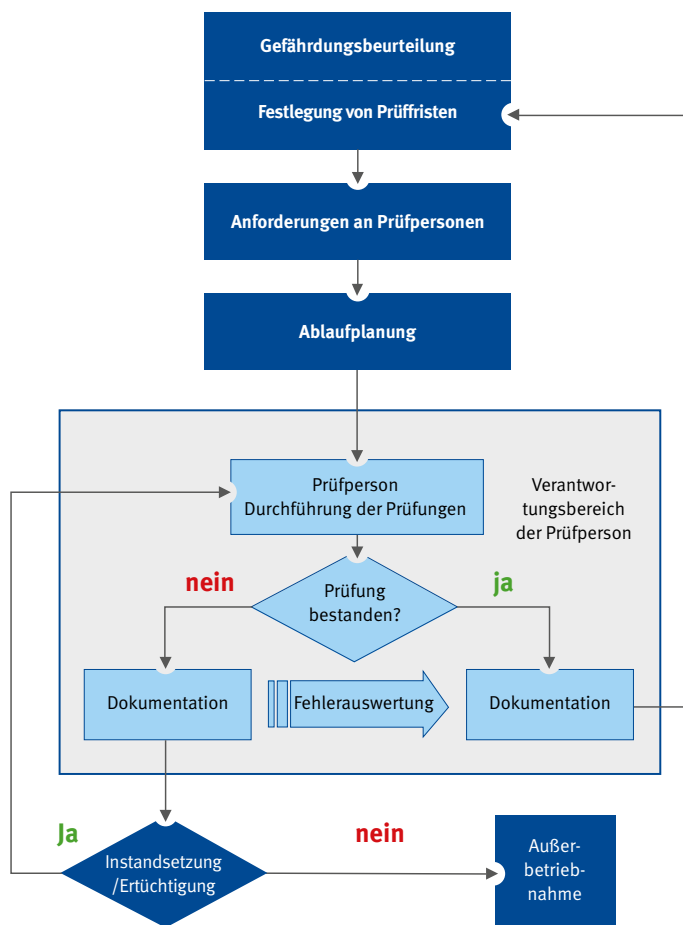 Gefährdungsbeurteilung
Festlegung von Prüffristen
Anforderungen an Prüfpersonen
Ablaufplanung
Prüfperson
Durchführung der Prüfungen
Verantwor-
tungsbereich
der Prüfperson
nein
ja
Prüfung
bestanden?
Dokumentation
Fehlerauswertung
Dokumentation
Ja
nein
Instandsetzung
/Ertüchtigung
Außer-
betrieb-
nahme